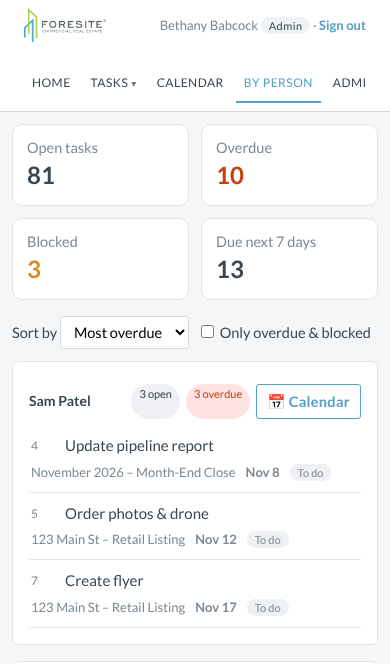 FORESITE
COMMERCIAL REAL ESTATE
Bethany Babcock Admin · Sign out
HOME TASKS ▾ CALENDAR BY PERSON ADMI
Open tasks
81
Overdue
10
Blocked
3
Due next 7 days
13
Sort by Most overdue Only overdue & blocked
Sam Patel 3 open 3 overdue 📅 Calendar
4 Update pipeline report
November 2026 – Month-End Close Nov 8 To do
5 Order photos & drone
123 Main St – Retail Listing Nov 12 To do
7 Create flyer
123 Main St – Retail Listing Nov 17 To do